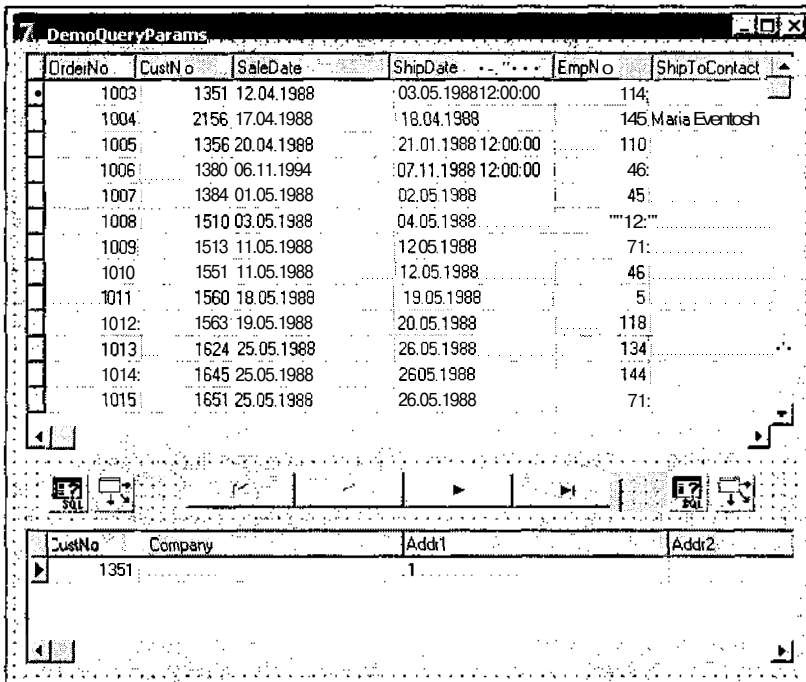 DemoQueryParams
OrderNo CustNo SaleDate ShipDate EmpNo ShipToContact
1003 1351 12.04.1988 03.05.1988 12:00:00 114
1004 2156 17.04.1988 18.04.1988 145 Maria Eventosh
1005 1356 20.04.1988 21.01.1988 12:00:00 110
1006 1380 06.11.1994 07.11.1988 12:00:00 46
1007 1384 01.05.1988 02.05.1988 45
1008 1510 03.05.1988 04.05.1988 12
1009 1513 11.05.1988 1205.1988 71
1010 1551 11.05.1988 12.05.1988 46
1011 1560 18.05.1988 19.05.1988 5
1012 1563 19.05.1988 20.05.1988 118
1013 1624 25.05.1988 26.05.1988 134
1014 1645 25.05.1988 2605.1988 144
1015 1651 25.05.1988 26.05.1988 71
SQL SQL
CustNo Company Addr1 Addr2
1351 1